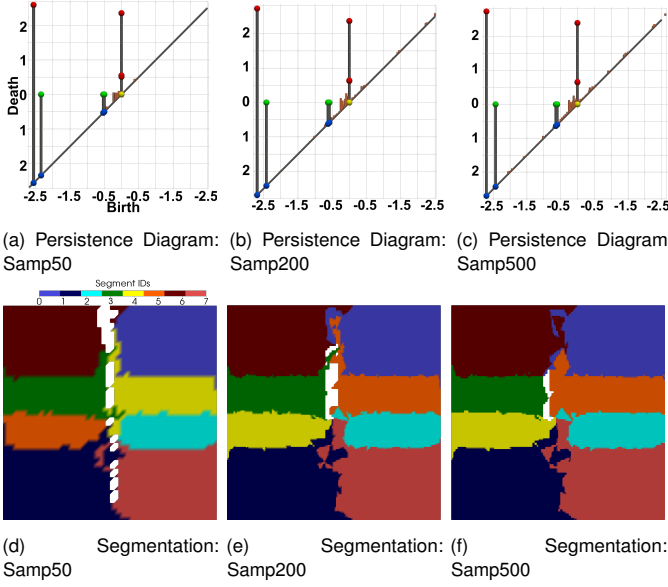 2
1
0
1
2
Death
-2.5 -1.5 -0.5 -0.5 -1.5 -2.5
Birth
2
1
0
1
2
-2.5 -1.5 -0.5 -0.5 -1.5 -2.5
2
1
0
1
2
-2.5 -1.5 -0.5 -0.5 -1.5 -2.5
(a) Persistence Diagram:
Samp50
(b) Persistence Diagram:
Samp200
(c) Persistence Diagram
Samp500
Segment IDs
0 1 2 3 4 5 6 7
(d) Segmentation:
Samp50
(e) Segmentation:
Samp200
(f) Segmentation:
Samp500